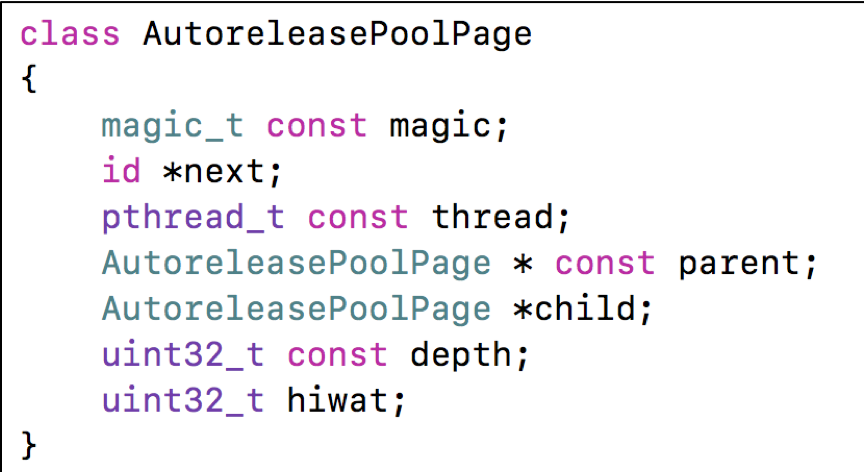 class AutoreleasePoolPage
{
    magic_t const magic;
    id *next;
    pthread_t const thread;
    AutoreleasePoolPage * const parent;
    AutoreleasePoolPage *child;
    uint32_t const depth;
    uint32_t hiwat;
}